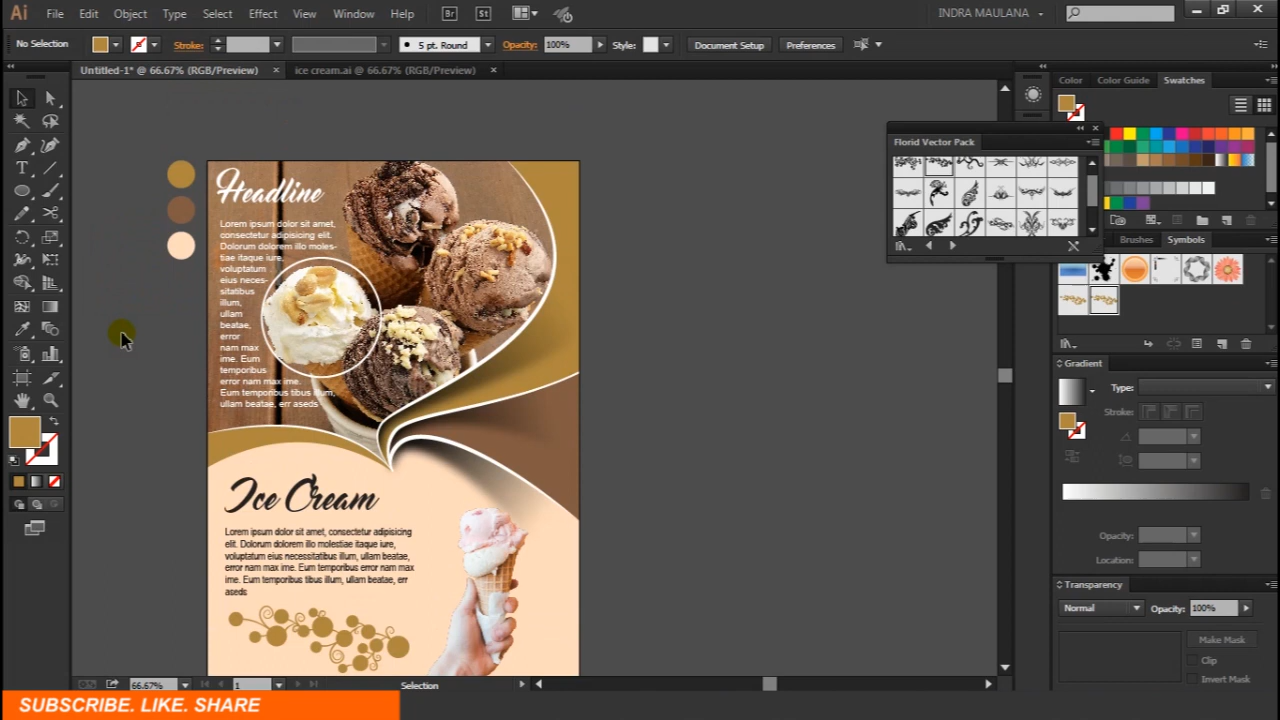 Ai File Edit Object Type Select Effect View Window Help Br St INDRA MAULANA
No Selection Stroke: 5 pt. Round Opacity: 100% Style: Document Setup Preferences
Untitled-1* @ 66.67% (RGB/Preview) × ice cream.ai @ 66.67% (RGB/Preview) ×
Color Color Guide Swatches
Florid Vector Pack
Brushes Symbols
Gradient
Type:
Stroke:
Opacity:
Location:
Transparency
Normal Opacity: 100%
Make Mask
Clip
Invert Mask
Headline
Lorem ipsum dolor sit amet,
consectetur adipisicing elit.
Dolorum dolorem ipsum moles-
tiae itaque iure,
voluptatum
eius neces-
sitatibus
illum,
ullam
beatae,
error
nam max
ime. Eum
temporibus
error nam max ime.
Eum temporibus tibus illum,
ullam beatae, err aseds
Ice Cream
Lorem ipsum dolor sit amet, consectetur adipisicing
elit. Dolorum dolorem molestiae itaque iure,
voluptatum eius necessitatibus illum, ullam beatae,
error nam max ime. Eum temporibus error nam max
ime. Eum temporibus tibus illum, ullam beatae, err
aseds
66.67% 1 Selection
SUBSCRIBE. LIKE. SHARE